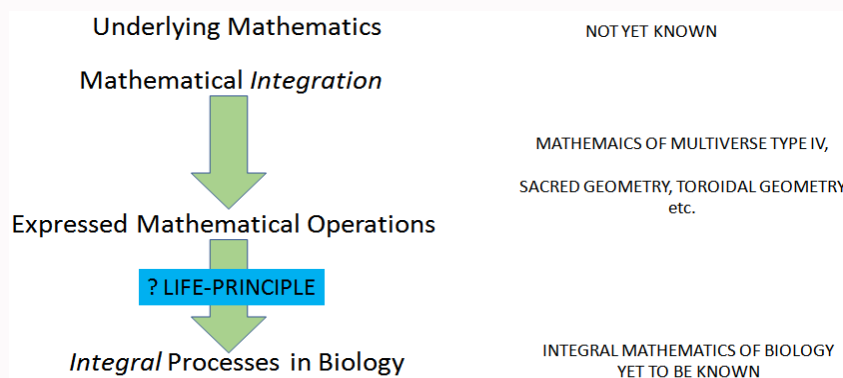 Underlying Mathematics
NOT YET KNOWN
Mathematical Integration
MATHEMAICS OF MULTIVERSE TYPE IV,
SACRED GEOMETRY, TOROIDAL GEOMETRY
etc.
Expressed Mathematical Operations
? LIFE-PRINCIPLE
Integral Processes in Biology
INTEGRAL MATHEMATICS OF BIOLOGY
YET TO BE KNOWN